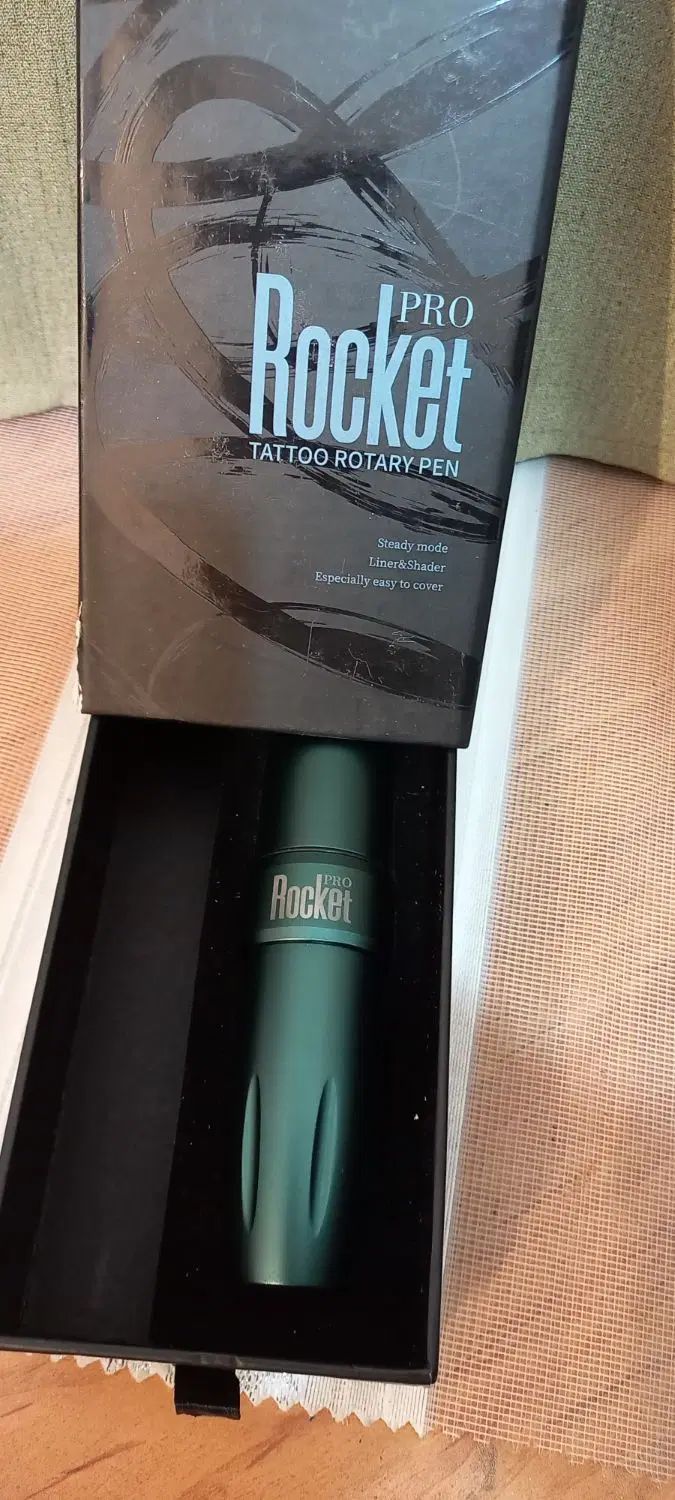 PRO
Rocket
TATTOO ROTARY PEN
Steady mode
Liner&Shader
Especially easy to cover
PRO
Rocket